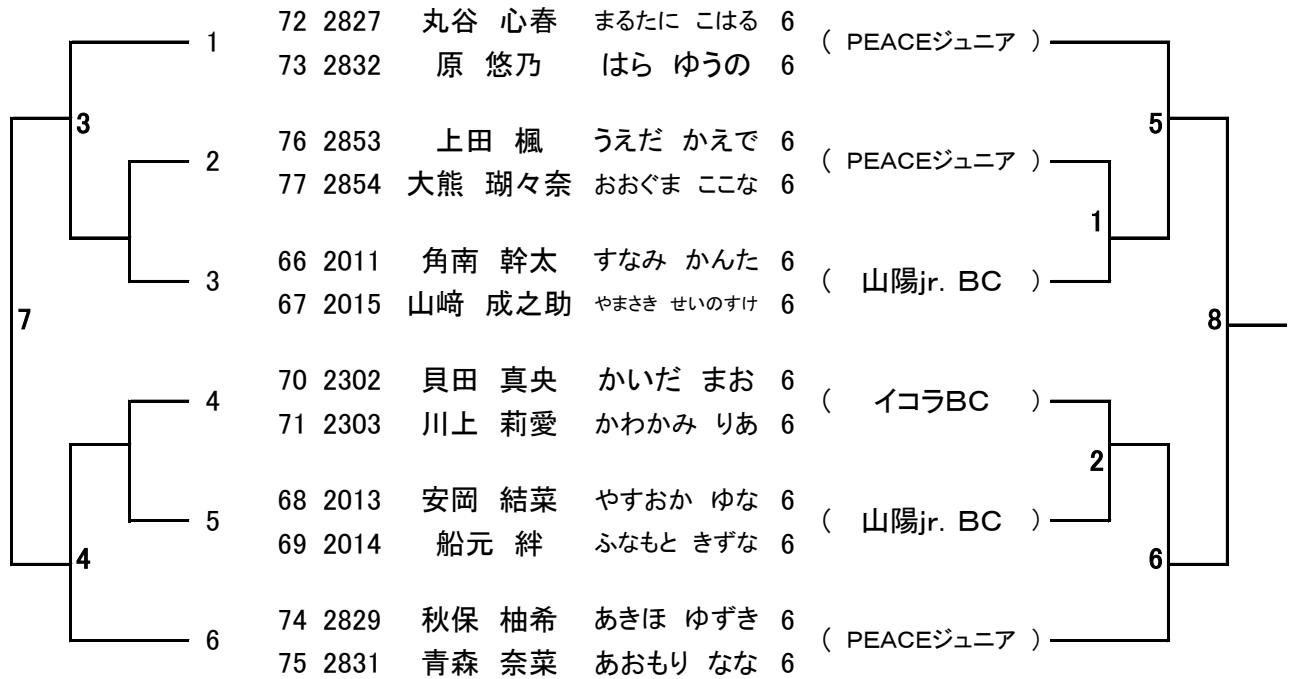 72 2827 丸谷 心春 まるたに こはる 6
1 ( PEACEジュニア )
73 2832 原 悠乃 はら ゆうの 6
3 5
76 2853 上田 楓 うえだ かえで 6
2 ( PEACEジュニア )
77 2854 大熊 瑚々奈 おおぐま ここな 6
1
66 2011 角南 幹太 すなみ かんた 6
3 ( 山陽jr. BC )
67 2015 山﨑 成之助 やまさき せいのすけ 6
7 8
70 2302 貝田 真央 かいだ まお 6
4 ( イコラBC )
71 2303 川上 莉愛 かわかみ りあ 6
2
68 2013 安岡 結菜 やすおか ゆな 6
5 ( 山陽jr. BC )
69 2014 船元 絆 ふなもと きずな 6
4 6
74 2829 秋保 柚希 あきほ ゆずき 6
6 ( PEACEジュニア )
75 2831 青森 奈菜 あおもり なな 6